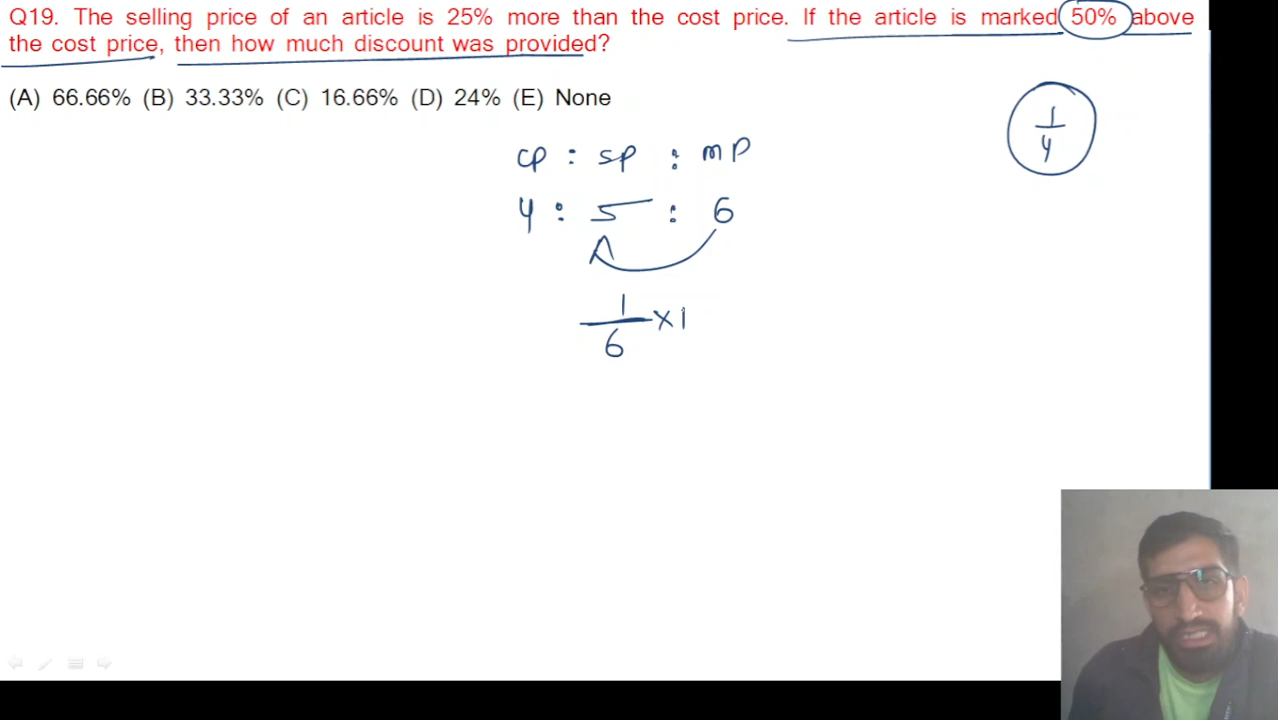 Q19. The selling price of an article is 25% more than the cost price. If the article is marked 50% above
the cost price, then how much discount was provided?
(A) 66.66% (B) 33.33% (C) 16.66% (D) 24% (E) None
1
4
CP : SP : MP
4 : 5 : 6
1
6 ×1